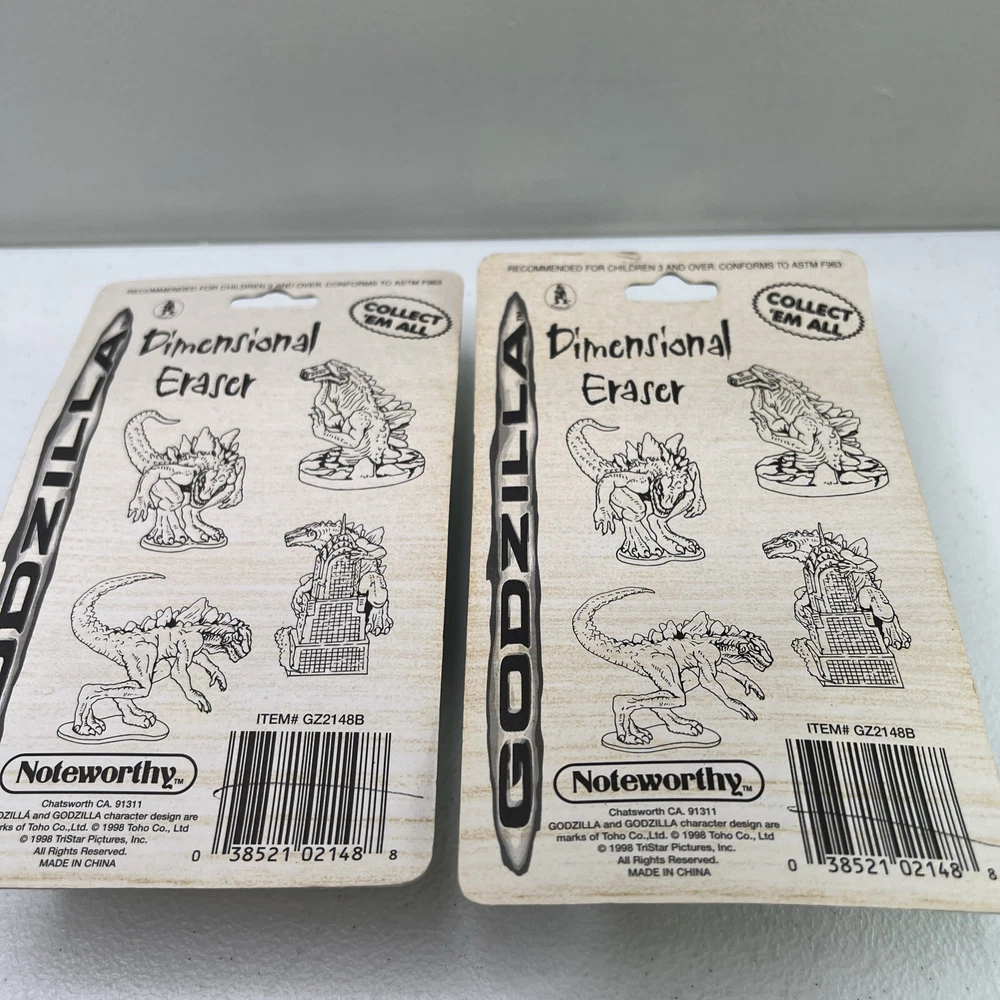 RECOMMENDED FOR CHILDREN 3 AND OVER. CONFORMS TO ASTM F963
COLLECT
'EM ALL
Dimensional
Eraser
GODZILLA
ITEM# GZ2148B
Noteworthy™
Chatsworth CA. 91311
GODZILLA and GODZILLA character design are
marks of Toho Co.,Ltd. © 1998 Toho Co., Ltd
© 1998 TriStar Pictures, Inc.
All Rights Reserved.
MADE IN CHINA
0 38521 02148 8
RECOMMENDED FOR CHILDREN 3 AND OVER. CONFORMS TO ASTM F963
COLLECT
'EM ALL
Dimensional
Eraser
GODZILLA™
ITEM# GZ2148B
Noteworthy™
Chatsworth CA. 91311
GODZILLA and GODZILLA character design are
marks of Toho Co.,Ltd. © 1998 Toho Co., Ltd
© 1998 TriStar Pictures, Inc.
All Rights Reserved.
MADE IN CHINA
0 38521 02148 8